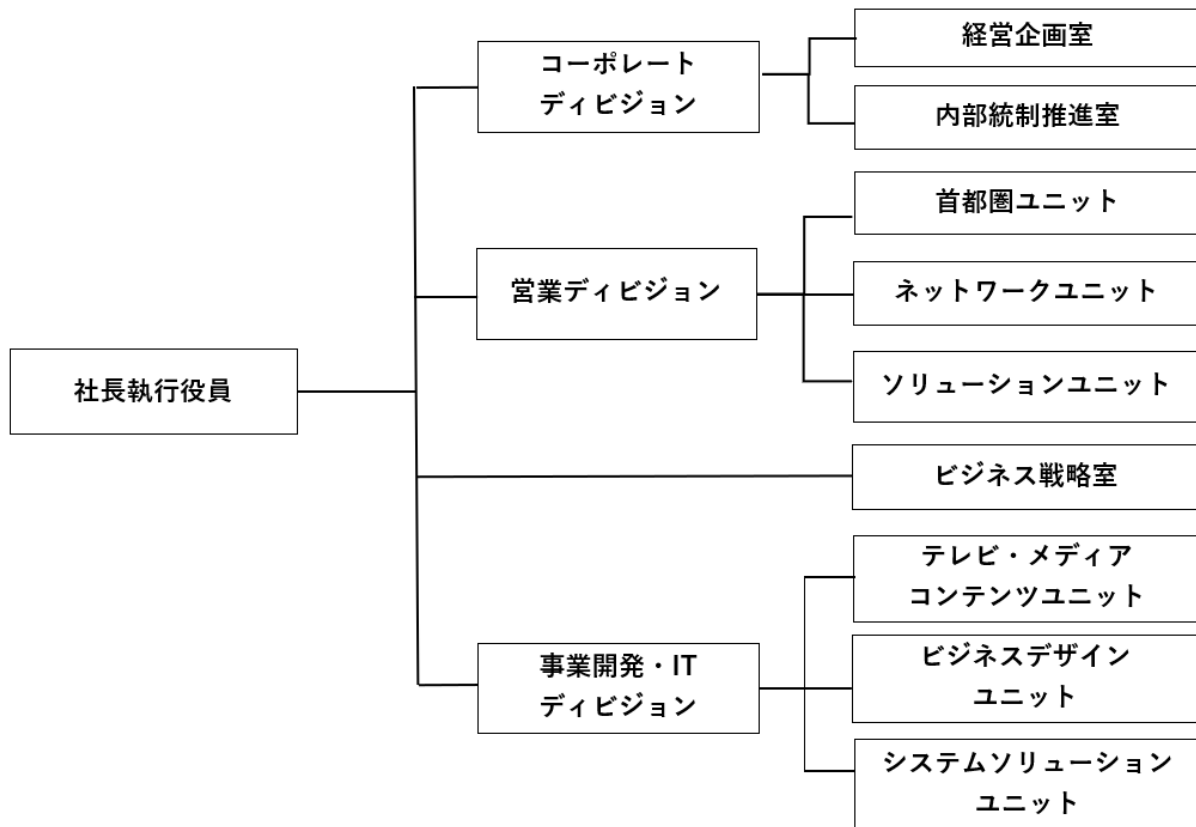 社長執行役員
コーポレート
ディビジョン
経営企画室
内部統制推進室
営業ディビジョン
首都圏ユニット
ネットワークユニット
ソリューションユニット
ビジネス戦略室
事業開発・IT
ディビジョン
テレビ・メディア
コンテンツユニット
ビジネスデザイン
ユニット
システムソリューション
ユニット